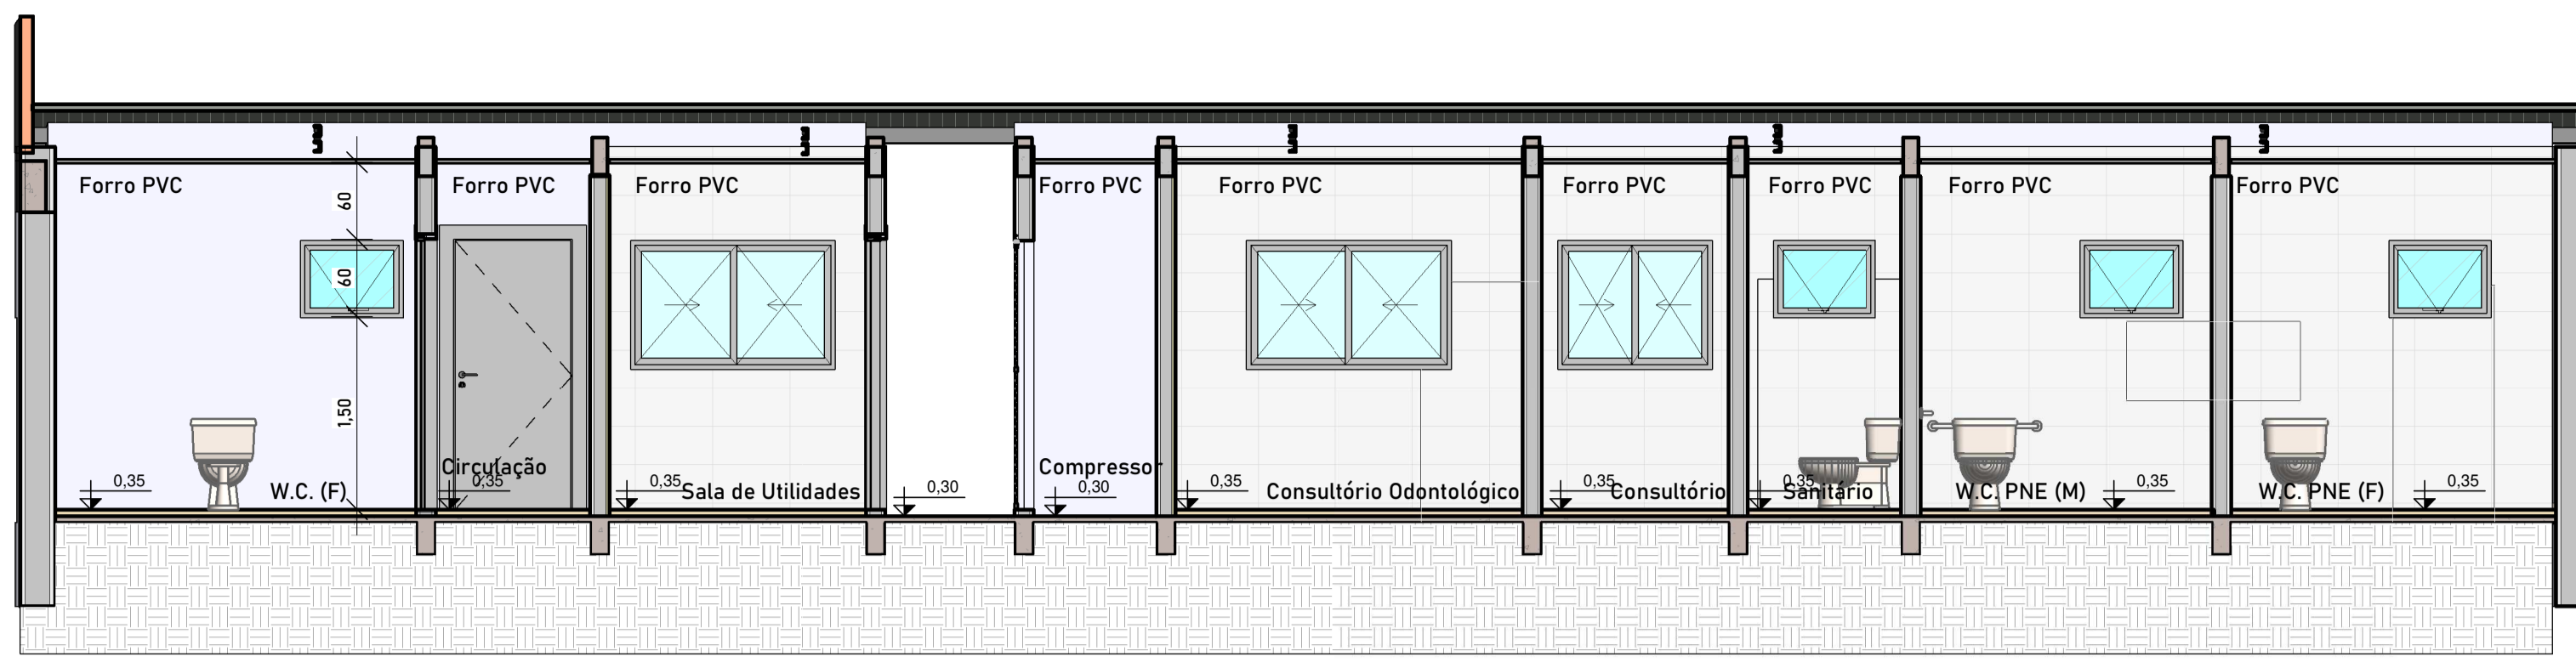 Forro PVC
Forro PVC
Forro PVC
Forro PVC
Forro PVC
Forro PVC
Forro PVC
Forro PVC
Forro PVC
60
60
1,50
0,35
W.C. (F)
Circulação
0,35
0,35
Sala de Utilidades
0,30
Compressor
0,30
0,35
Consultório Odontológico
0,35
Consultório
0,35
Sanitário
W.C. PNE (M)
0,35
W.C. PNE (F)
0,35